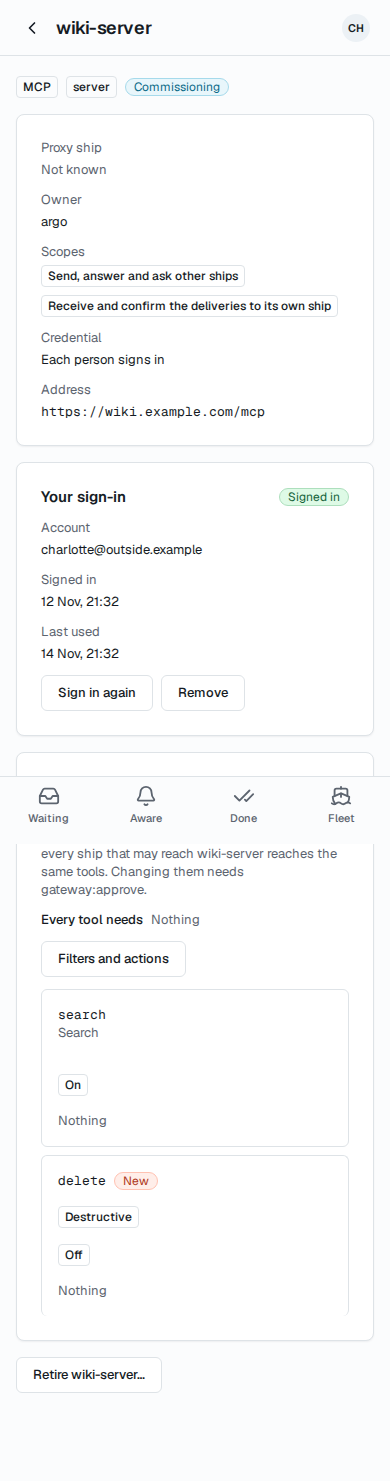 wiki-server
CH
MCP
server
Commissioning
Proxy ship
Not known
Owner
argo
Scopes
Send, answer and ask other ships
Receive and confirm the deliveries to its own ship
Credential
Each person signs in
Address
https://wiki.example.com/mcp
Your sign-in
Signed in
Account
charlotte@outside.example
Signed in
12 Nov, 21:32
Last used
14 Nov, 21:32
Sign in again
Remove
Waiting
Aware
Done
Fleet
every ship that may reach wiki-server reaches the
same tools. Changing them needs
gateway:approve.
Every tool needs Nothing
Filters and actions
search
Search
On
Nothing
delete
New
Destructive
Off
Nothing
Retire wiki-server...